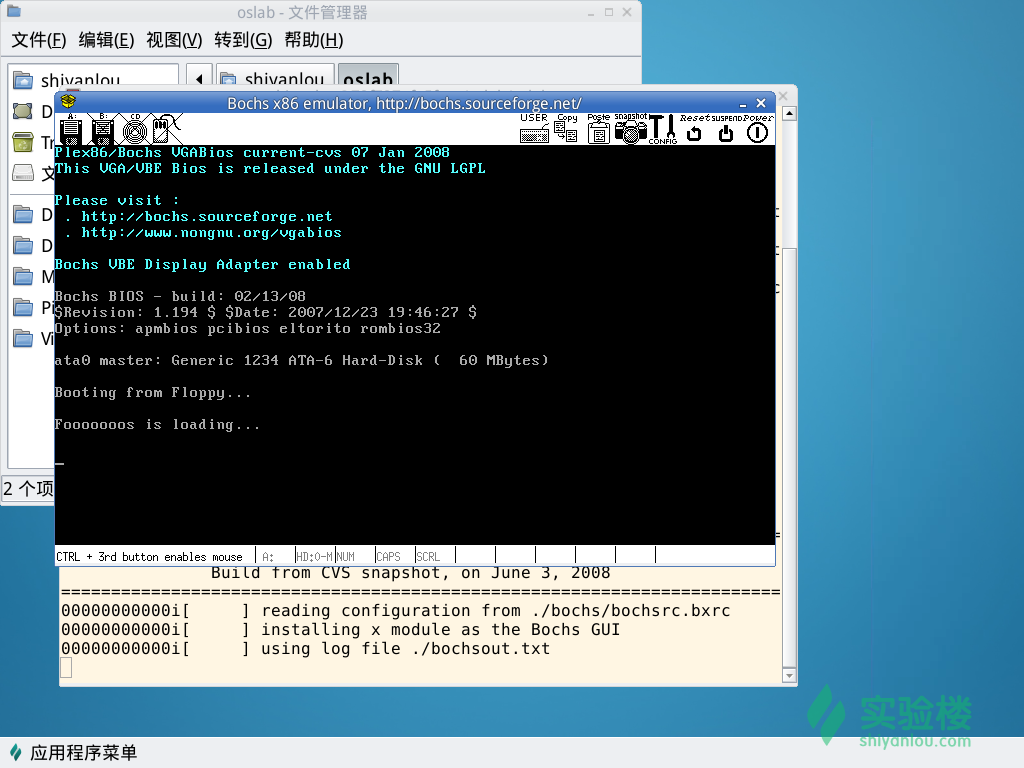 oslab - 文件管理器
文件(F) 编辑(E) 视图(V) 转到(G) 帮助(H)
shiyanlou
shiyanlou oslab
Bochs x86 emulator, http://bochs.sourceforge.net/
A: B: CD
USER Copy Paste snapshot CONFIG Reset SUSPEND Power
Plex86/Bochs VGABios current-cvs 07 Jan 2008
This VGA/VBE Bios is released under the GNU LGPL
Please visit :
. http://bochs.sourceforge.net
. http://www.nongnu.org/vgabios
Bochs VBE Display Adapter enabled
Bochs BIOS - build: 02/13/08
$Revision: 1.194 $ $Date: 2007/12/23 19:46:27 $
Options: apmbios pcibios eltorito rombios32
ata0 master: Generic 1234 ATA-6 Hard-Disk (  60 MBytes)
Booting from Floppy...
Fooooooos is loading...
2 个项
CTRL + 3rd button enables mouse A: HD:0-M NUM CAPS SCRL
Build from CVS snapshot, on June 3, 2008
========================================================================
00000000000i[     ] reading configuration from ./bochs/bochsrc.bxrc
00000000000i[     ] installing x module as the Bochs GUI
00000000000i[     ] using log file ./bochsout.txt
实验楼
shiyanlou.com
应用程序菜单